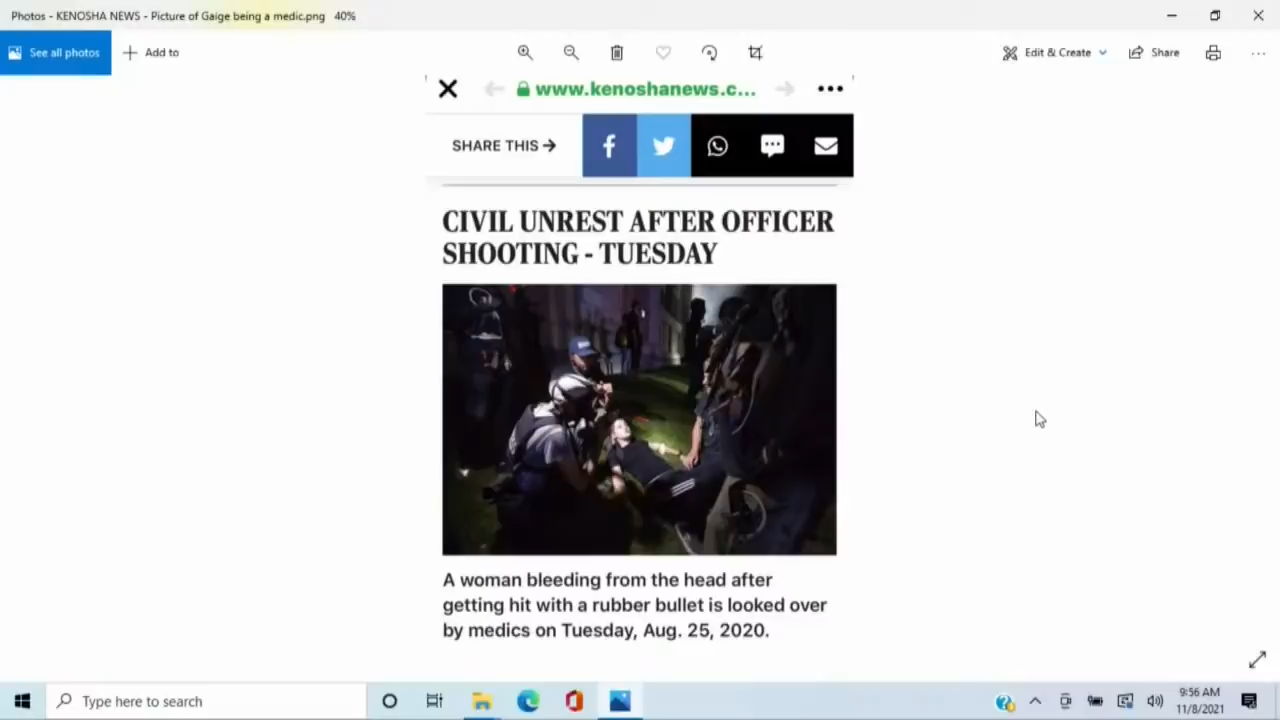 Photos - KENOSHA NEWS - Picture of Gaige being a medic.png 40%
See all photos
Add to
Edit & Create
Share
www.kenoshanews.c...
SHARE THIS
CIVIL UNREST AFTER OFFICER
SHOOTING - TUESDAY
A woman bleeding from the head after
getting hit with a rubber bullet is looked over
by medics on Tuesday, Aug. 25, 2020.
Type here to search
9:56 AM
11/8/2021